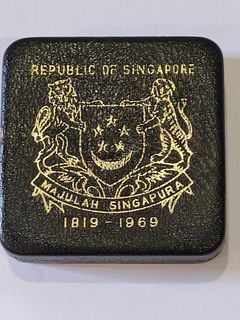 REPUBLIC OF SINGAPORE
MAJULAH SINGAPURA
1819 - 1969